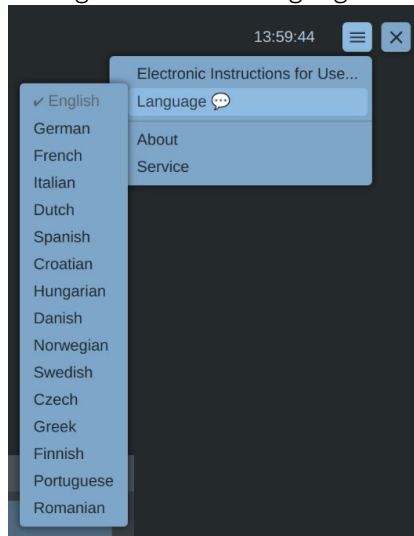 13:59:44
Electronic Instructions for Use...
Language 💬
About
Service
✔ English
German
French
Italian
Dutch
Spanish
Croatian
Hungarian
Danish
Norwegian
Swedish
Czech
Greek
Finnish
Portuguese
Romanian